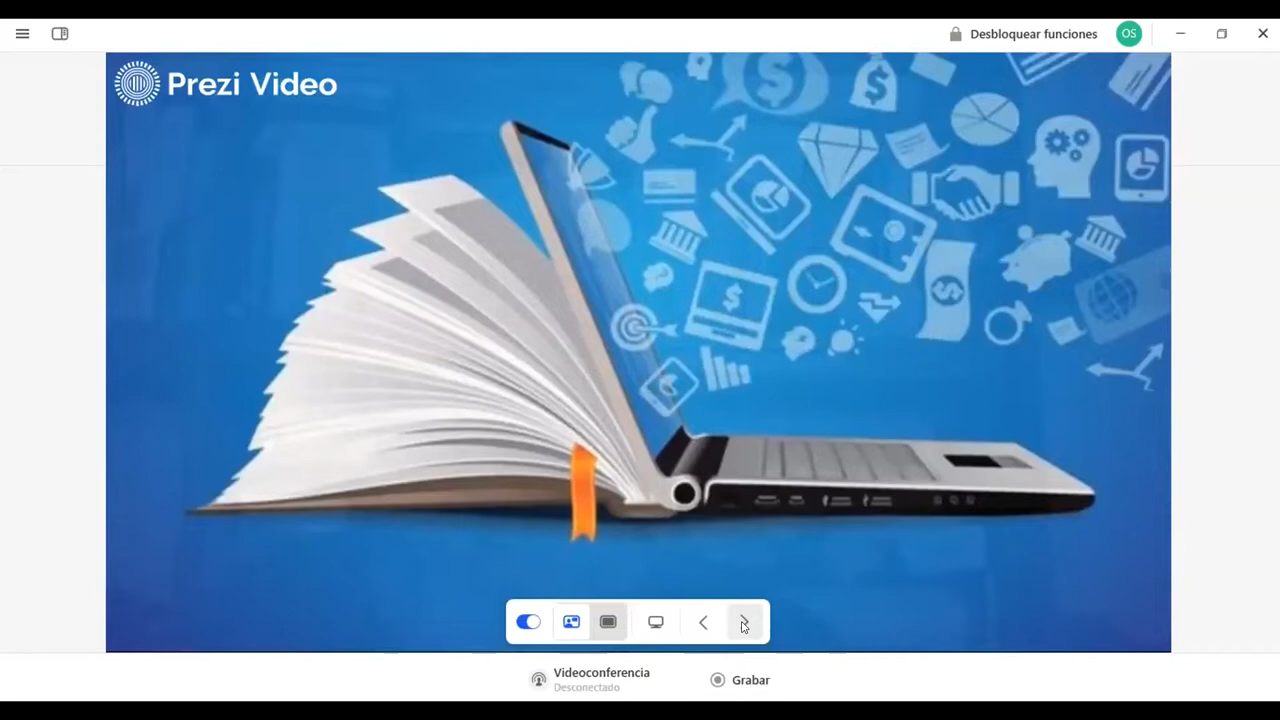 Desbloquear funciones
OS
Prezi Video
Videoconferencia
Desconectado
Grabar